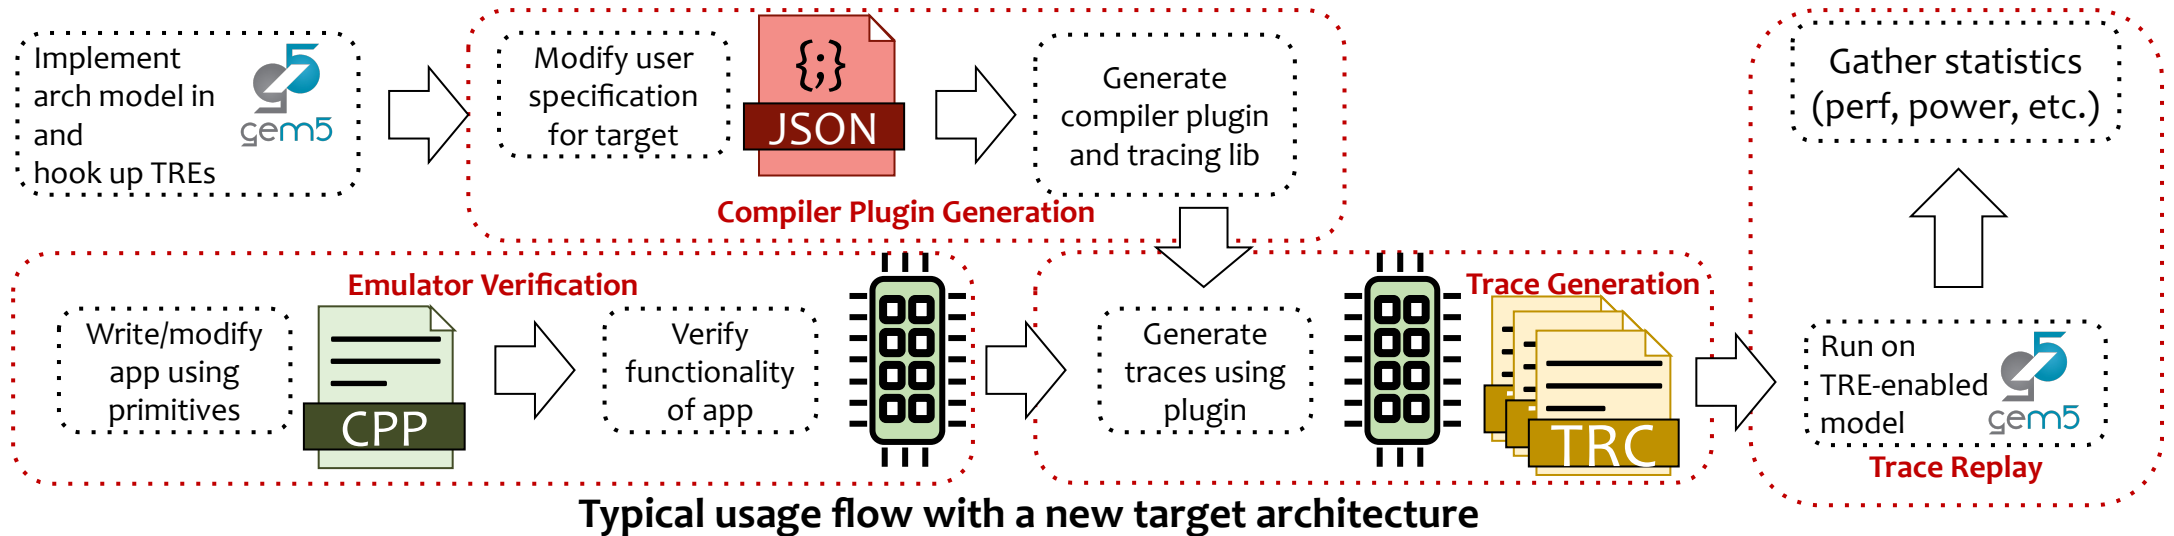 Implement
arch model in
and
hook up TREs
gem5
Modify user
specification
for target
{;}
JSON
Generate
compiler plugin
and tracing lib
Compiler Plugin Generation
Gather statistics
(perf, power, etc.)
Emulator Verification
Write/modify
app using
primitives
CPP
Verify
functionality
of app
Trace Generation
Generate
traces using
plugin
TRC
Run on
TRE-enabled
model
gem5
Trace Replay
Typical usage flow with a new target architecture